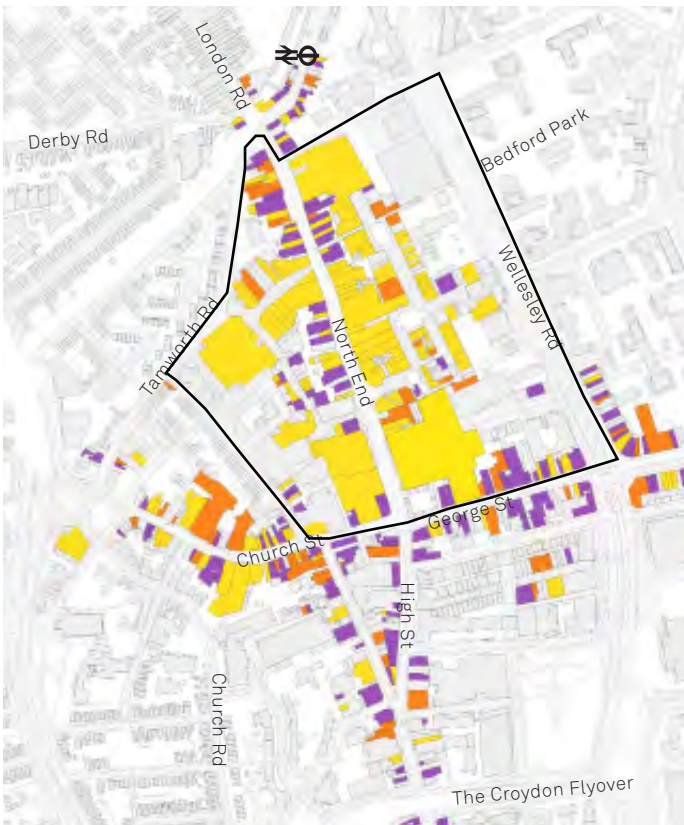 London Rd
Derby Rd
Bedford Park
Wellesley Rd
Tamworth Rd
North End
George St
Church St
High St
Church Rd
The Croydon Flyover